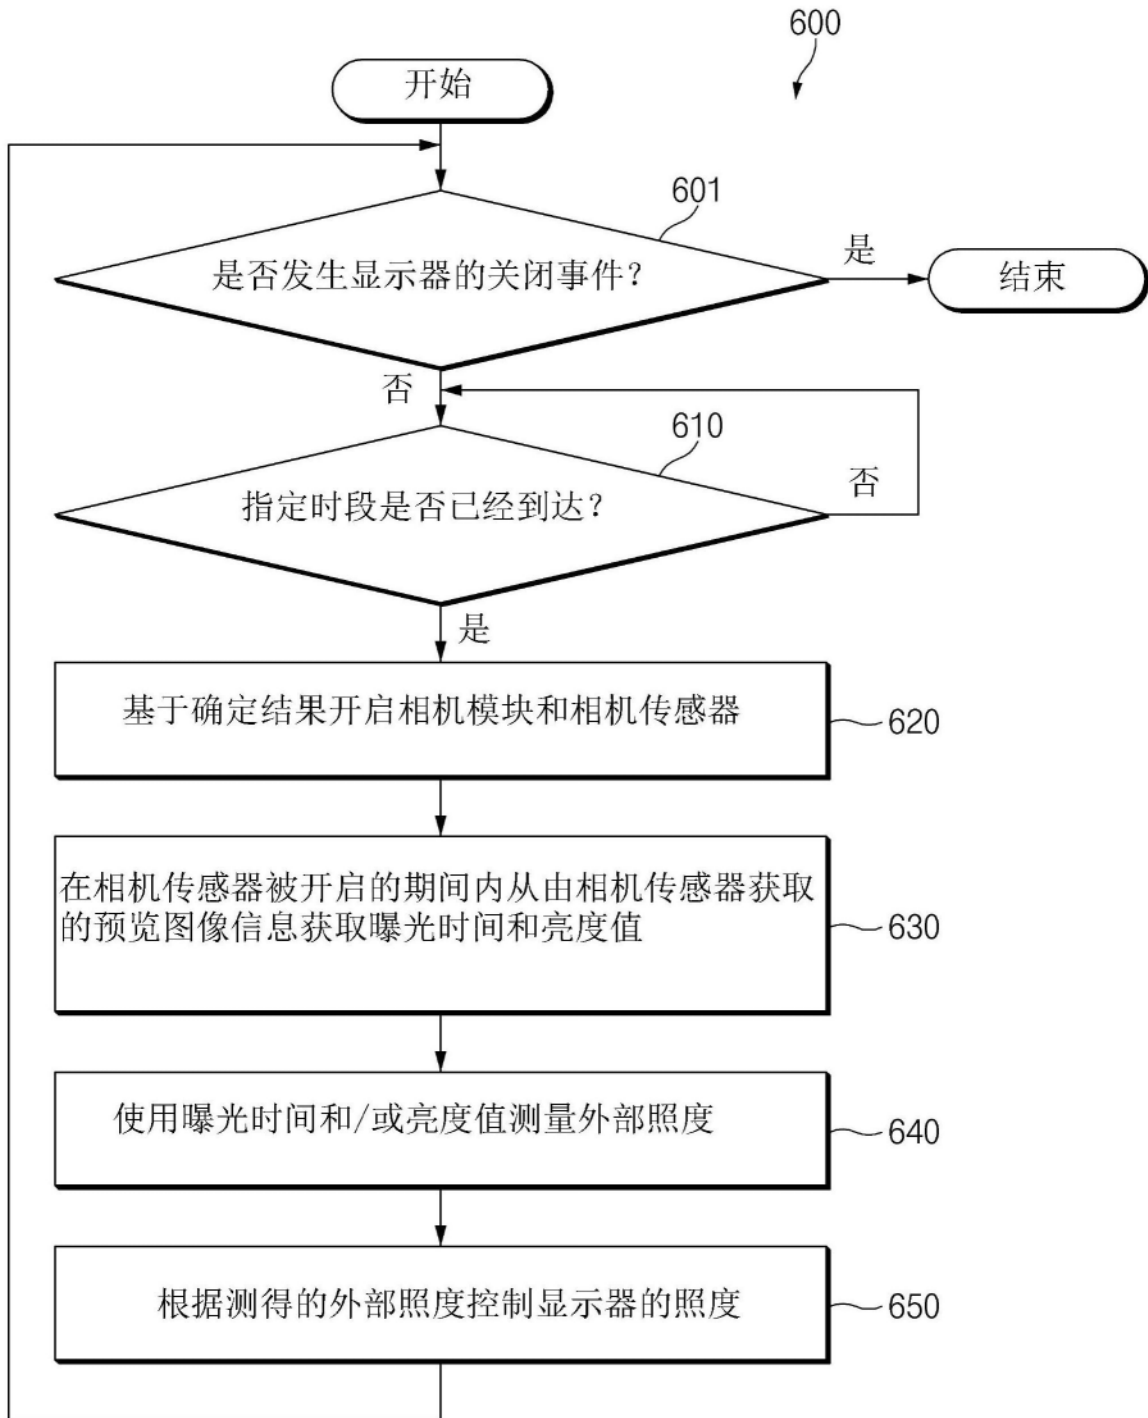 600
开始
601
是否发生显示器的关闭事件？
是
结束
否
610
指定时段是否已经到达？
否
是
基于确定结果开启相机模块和相机传感器
620
在相机传感器被开启的期间内从由相机传感器获取
的预览图像信息获取曝光时间和亮度值
630
使用曝光时间和/或亮度值测量外部照度
640
根据测得的外部照度控制显示器的照度
650